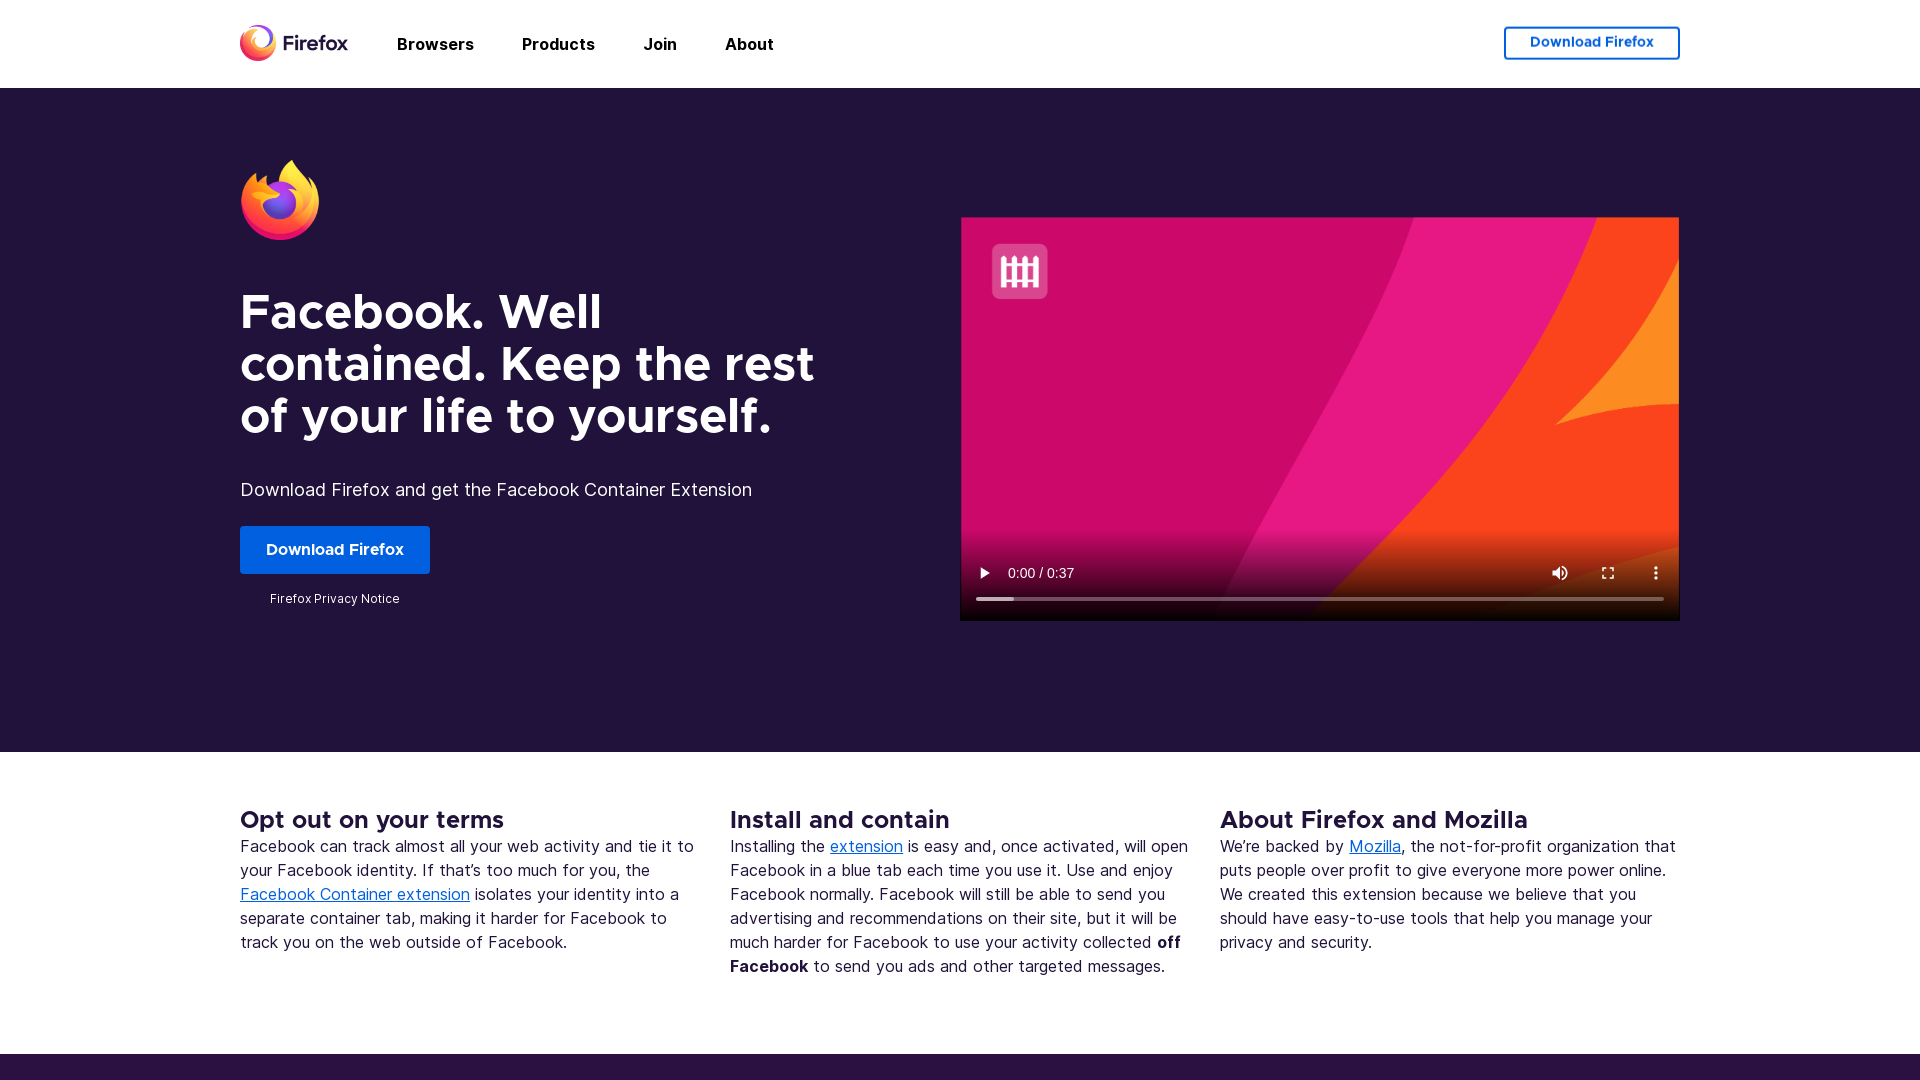 Firefox
Browsers
Products
Join
About
Download Firefox
Facebook. Well
contained. Keep the rest
of your life to yourself.
Download Firefox and get the Facebook Container Extension
Download Firefox
Firefox Privacy Notice
0:00 / 0:37
Opt out on your terms
Facebook can track almost all your web activity and tie it to
your Facebook identity. If that’s too much for you, the
Facebook Container extension isolates your identity into a
separate container tab, making it harder for Facebook to
track you on the web outside of Facebook.
Install and contain
Installing the extension is easy and, once activated, will open
Facebook in a blue tab each time you use it. Use and enjoy
Facebook normally. Facebook will still be able to send you
advertising and recommendations on their site, but it will be
much harder for Facebook to use your activity collected off
Facebook to send you ads and other targeted messages.
About Firefox and Mozilla
We’re backed by Mozilla, the not-for-profit organization that
puts people over profit to give everyone more power online.
We created this extension because we believe that you
should have easy-to-use tools that help you manage your
privacy and security.